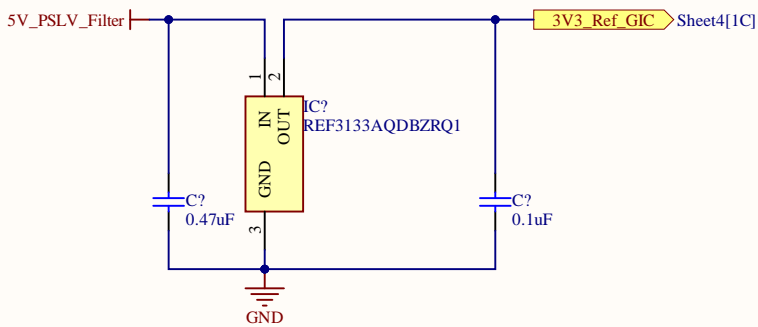 5V_PSLV_Filter
3V3_Ref_GIC
Sheet4[1C]
1
2
IC?
REF3133AQDBZRQ1
IN
OUT
GND
3
C?
0.47uF
C?
0.1uF
GND